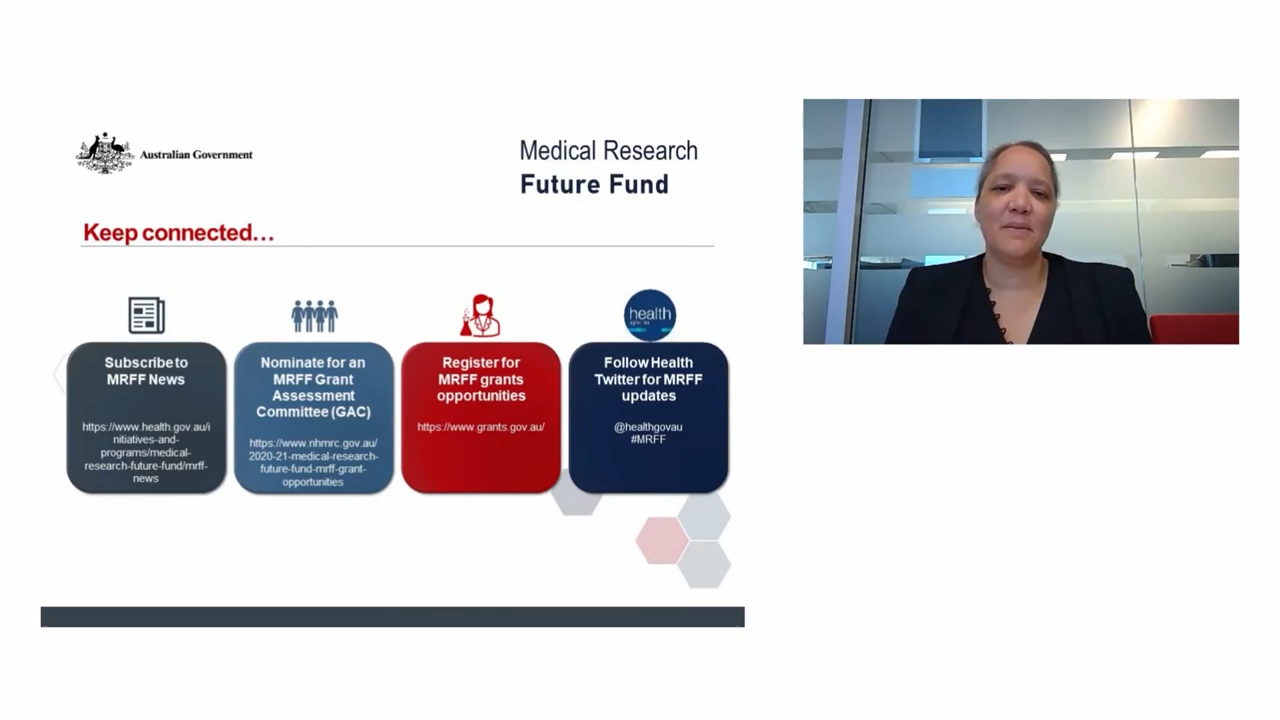 Australian Government
Medical Research
Future Fund
Keep connected...
Subscribe to
MRFF News
https://www.health.gov.au/i
nitiatives-and-
programs/medical-
research-future-fund/mrff-
news
Nominate for an
MRFF Grant
Assessment
Committee (GAC)
https://www.nhmrc.gov.au/
2020-21-medical-research-
future-fund-mrff-grant-
opportunities
Register for
MRFF grants
opportunities
https://www.grants.gov.au/
health
Follow Health
Twitter for MRFF
updates
@healthgovau
#MRFF